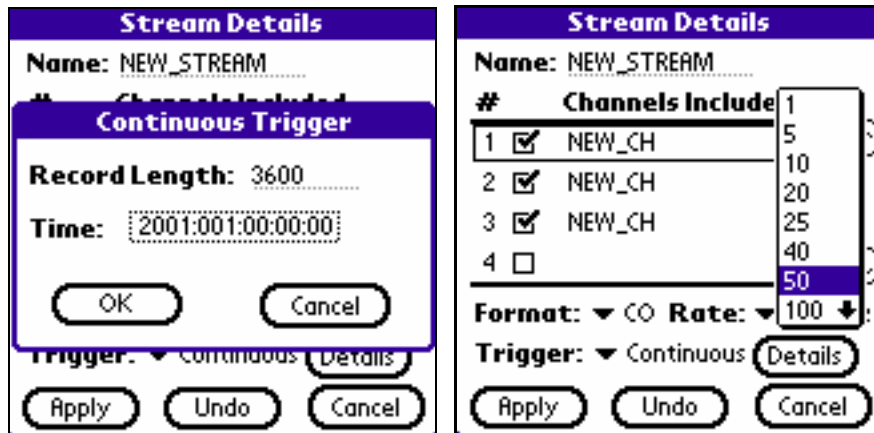 Stream Details
Name: NEW_STREAM
#
Continuous Trigger
Record Length: 3600
Time: 2001:001:00:00:00
OK Cancel
Trigger: Continuous Details
Apply Undo Cancel
Stream Details
Name: NEW_STREAM
# Channels Include
1 NEW_CH
2 NEW_CH
3 NEW_CH
4
1
5
10
20
25
40
50
100
Format: CO Rate:
Trigger: Continuous Details
Apply Undo Cancel